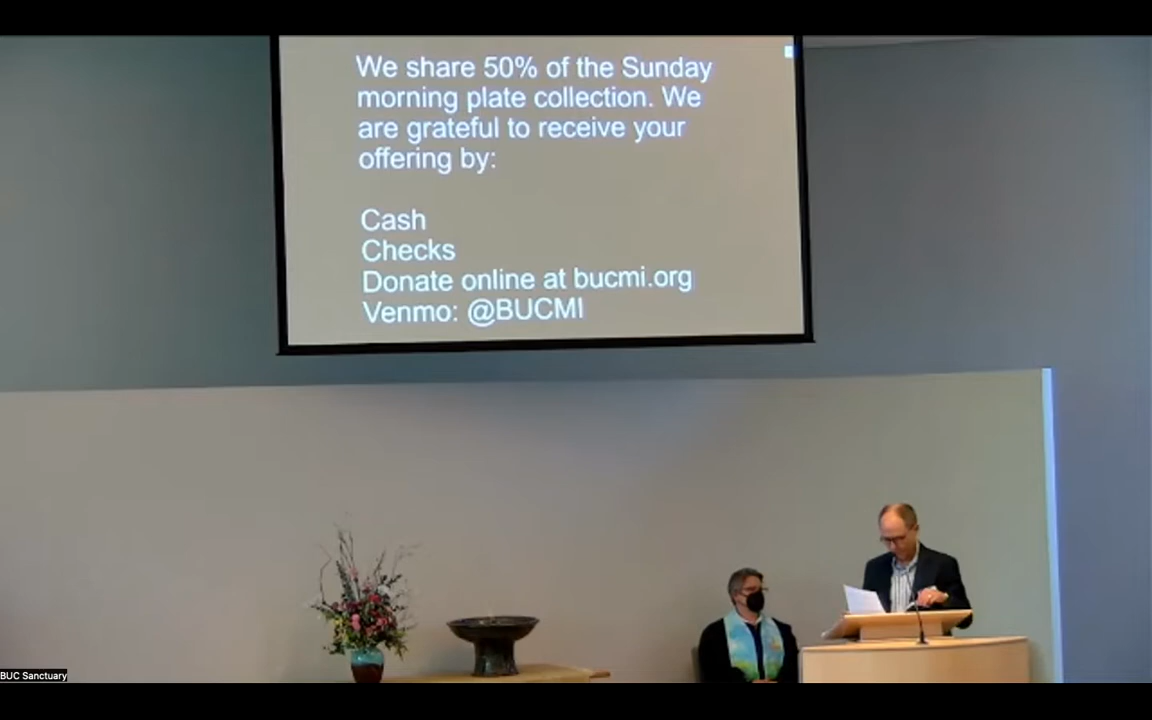 We share 50% of the Sunday
morning plate collection. We
are grateful to receive your
offering by:
Cash
Checks
Donate online at bucmi.org
Venmo: @BUCMI
BUC Sanctuary